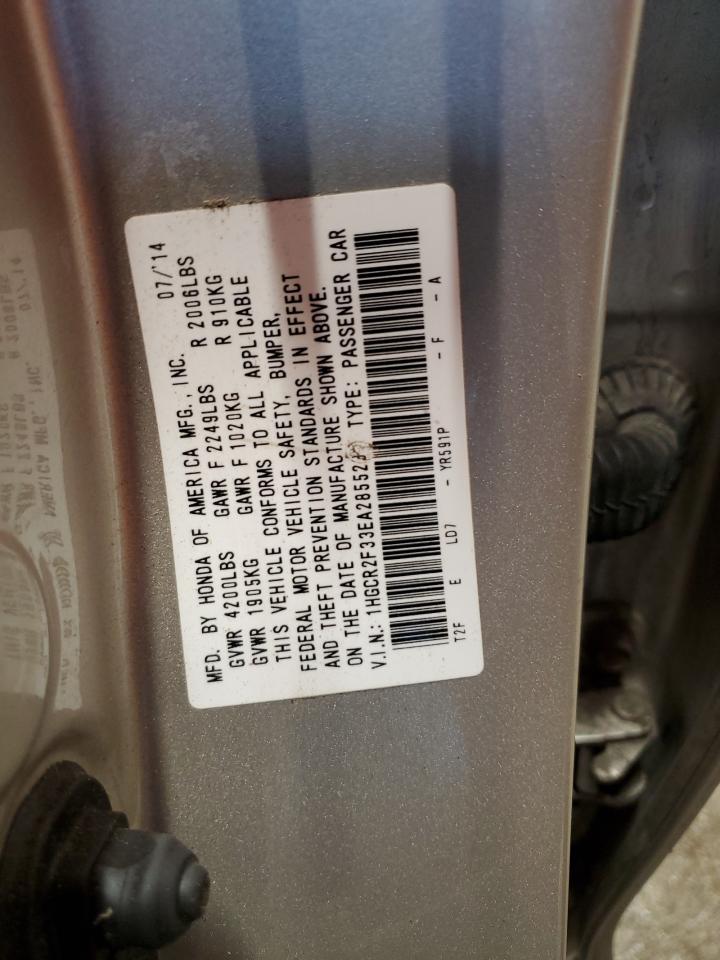 MFD. BY HONDA OF AMERICA MFG., INC. 07/'14
GVWR 4200LBS GAWR F 2249LBS R 2006LBS
GVWR 1905KG GAWR F 1020KG R 910KG
THIS VEHICLE CONFORMS TO ALL APPLICABLE
FEDERAL MOTOR VEHICLE SAFETY, BUMPER,
AND THEFT PREVENTION STANDARDS IN EFFECT
ON THE DATE OF MANUFACTURE SHOWN ABOVE.
V.I.N.: TYPE: PASSENGER CAR
T2F E LD7 - YR591P - F - A